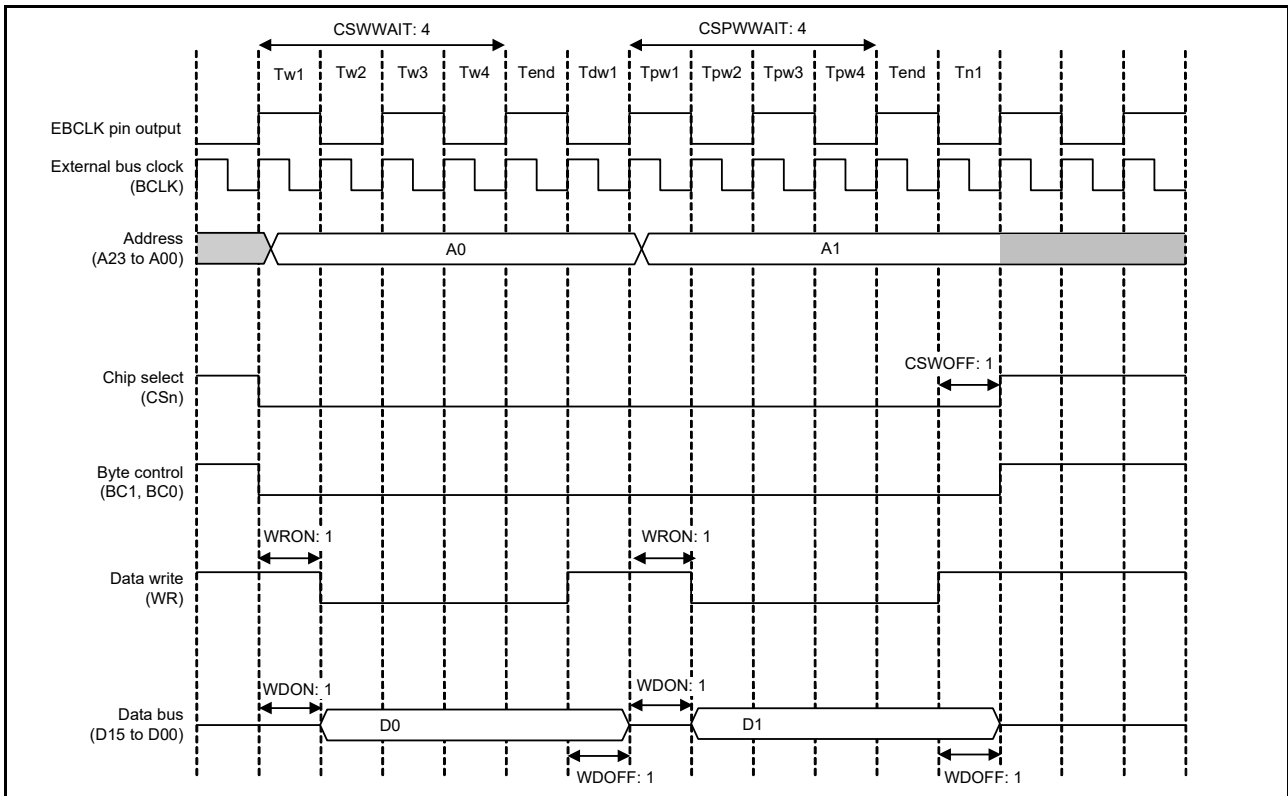 CSWWAIT: 4 CSPWWAIT: 4
Tw1 Tw2 Tw3 Tw4 Tend Tdw1 Tpw1 Tpw2 Tpw3 Tpw4 Tend Tn1
EBCLK pin output
External bus clock
(BCLK)
Address
(A23 to A00)
A0 A1
CSWOFF: 1
Chip select
(CSn)
Byte control
(BC1, BC0)
WRON: 1 WRON: 1
Data write
(WR)
WDON: 1 WDON: 1
Data bus
(D15 to D00)
D0 D1
WDOFF: 1 WDOFF: 1